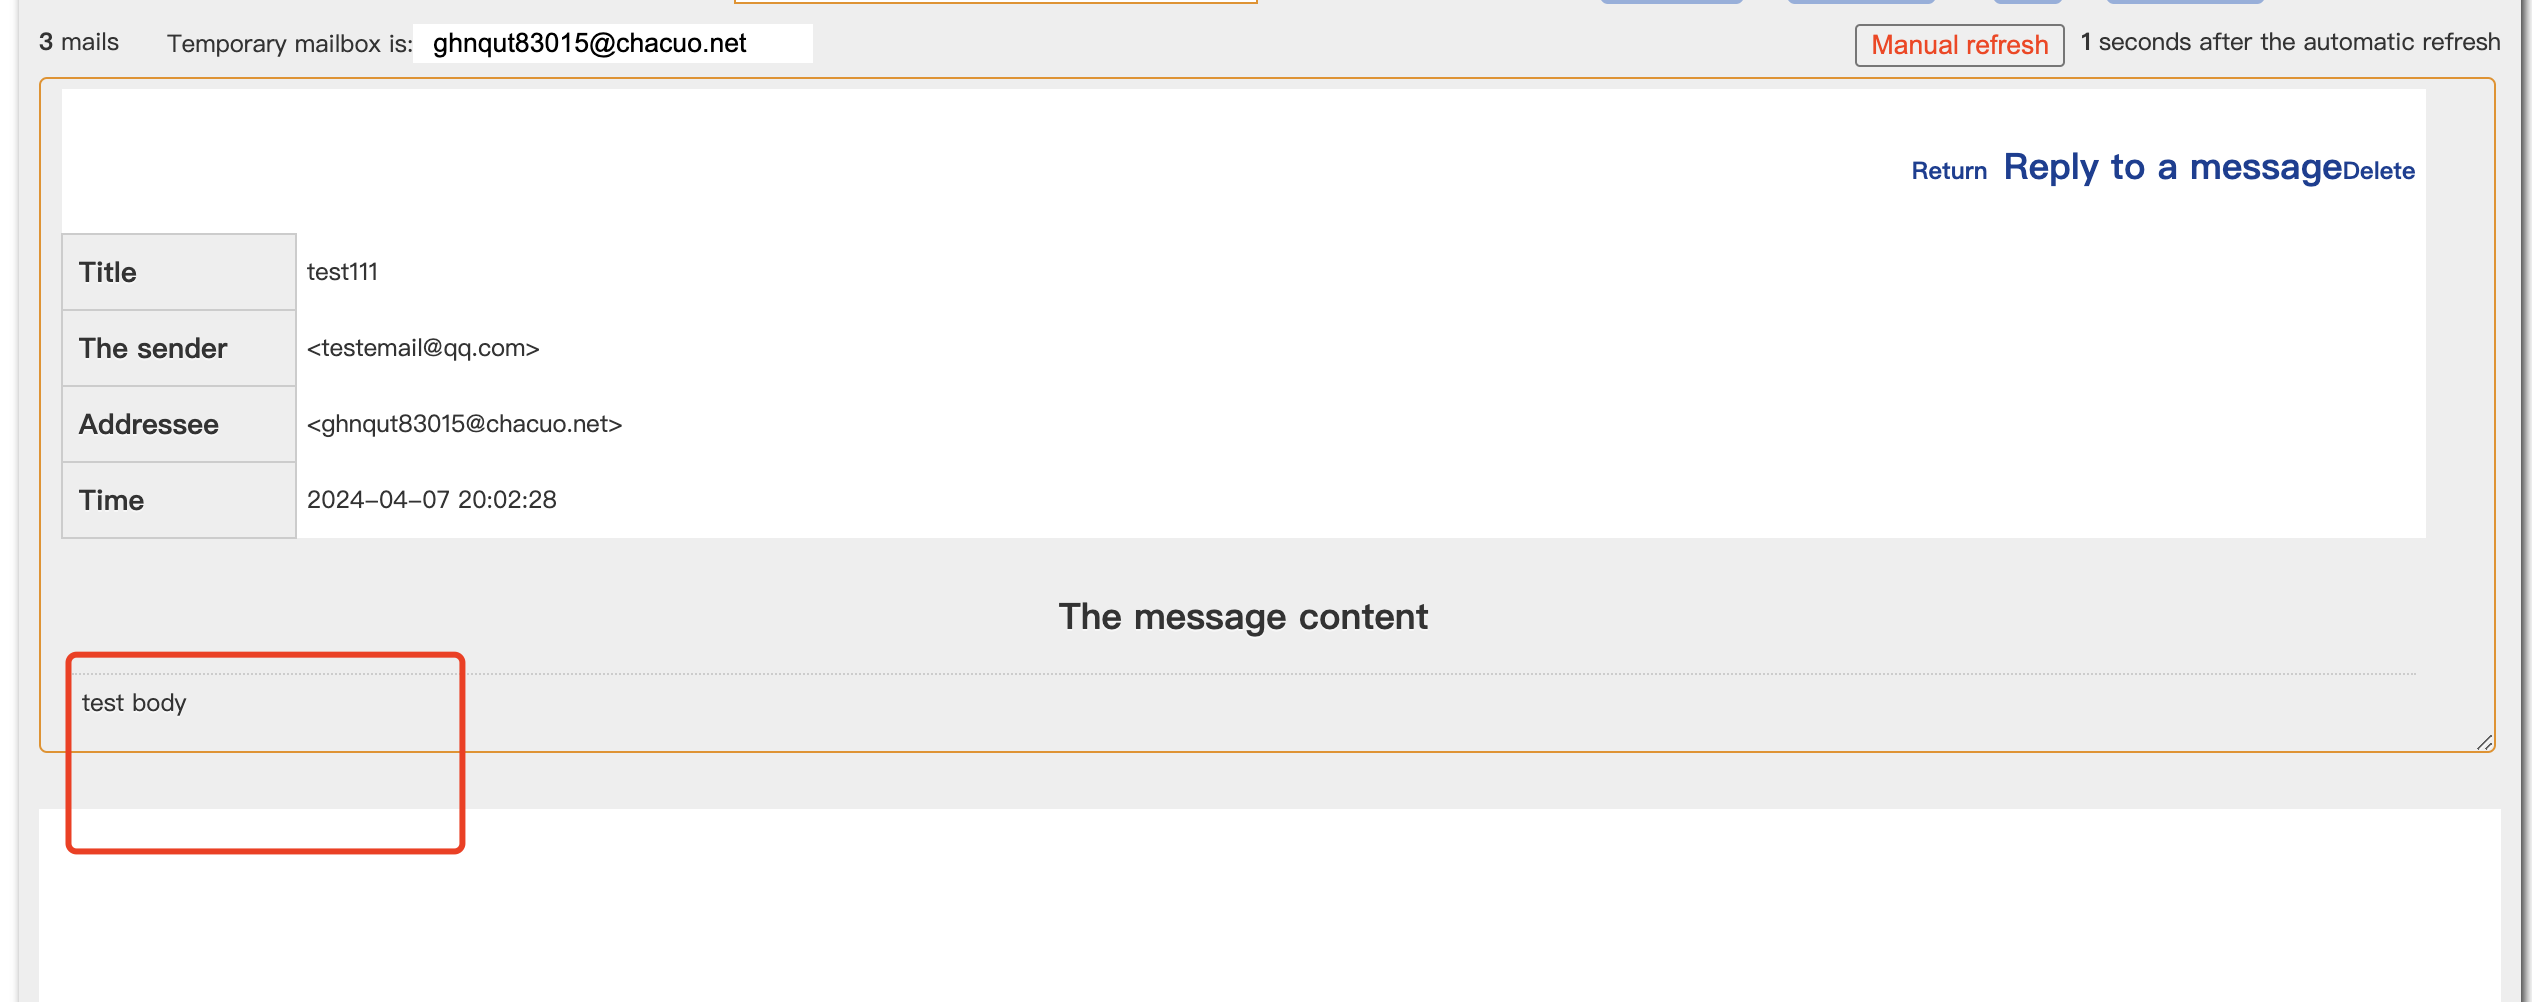 3 mails Temporary mailbox is: ghnqut83015@chacuo.net Manual refresh 1 seconds after the automatic refresh
Return Reply to a message Delete
Title test111
The sender <testemail@qq.com>
Addressee <ghnqut83015@chacuo.net>
Time 2024-04-07 20:02:28
The message content
test body